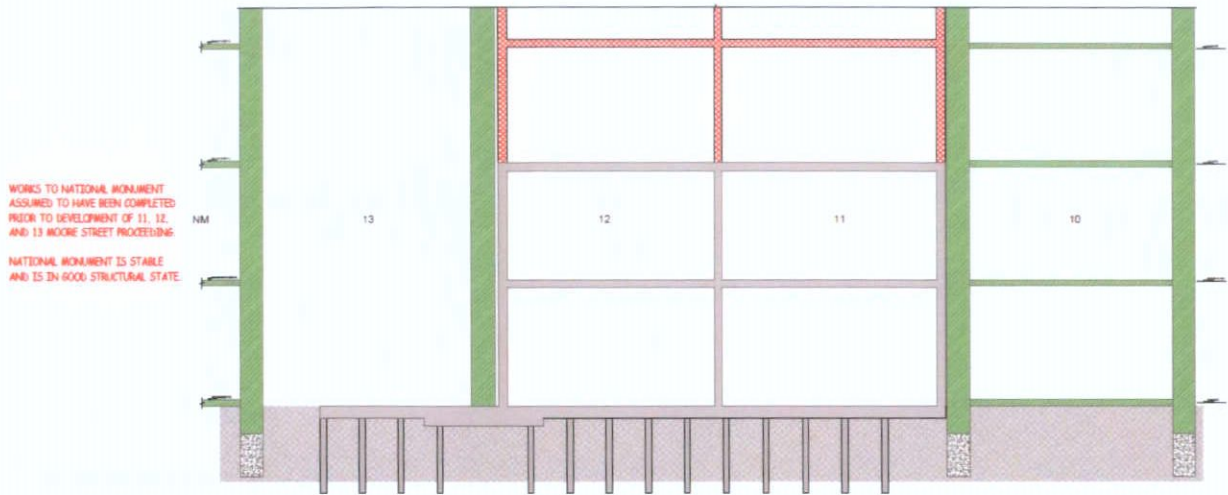 WORKS TO NATIONAL MONUMENT
ASSUMED TO HAVE BEEN COMPLETED
PRIOR TO DEVELOPMENT OF 11, 12,
AND 13 MOORE STREET PROCEEDING.
NATIONAL MONUMENT IS STABLE
AND IS IN GOOD STRUCTURAL STATE.
NM 13 12 11 10